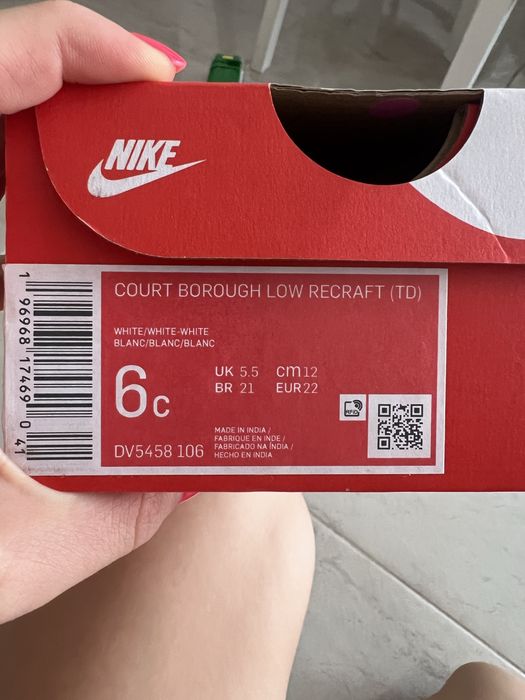 NIKE
COURT BOROUGH LOW RECRAFT (TD)
WHITE/WHITE-WHITE
BLANC/BLANC/BLANC
6C
UK 5.5 cm 12
BR 21 EUR 22
RFID
DV5458 106
MADE IN INDIA /
FABRIQUE EN INDE /
FABRICADO NA ÍNDIA /
HECHO EN INDIA
1 96968 17469 041